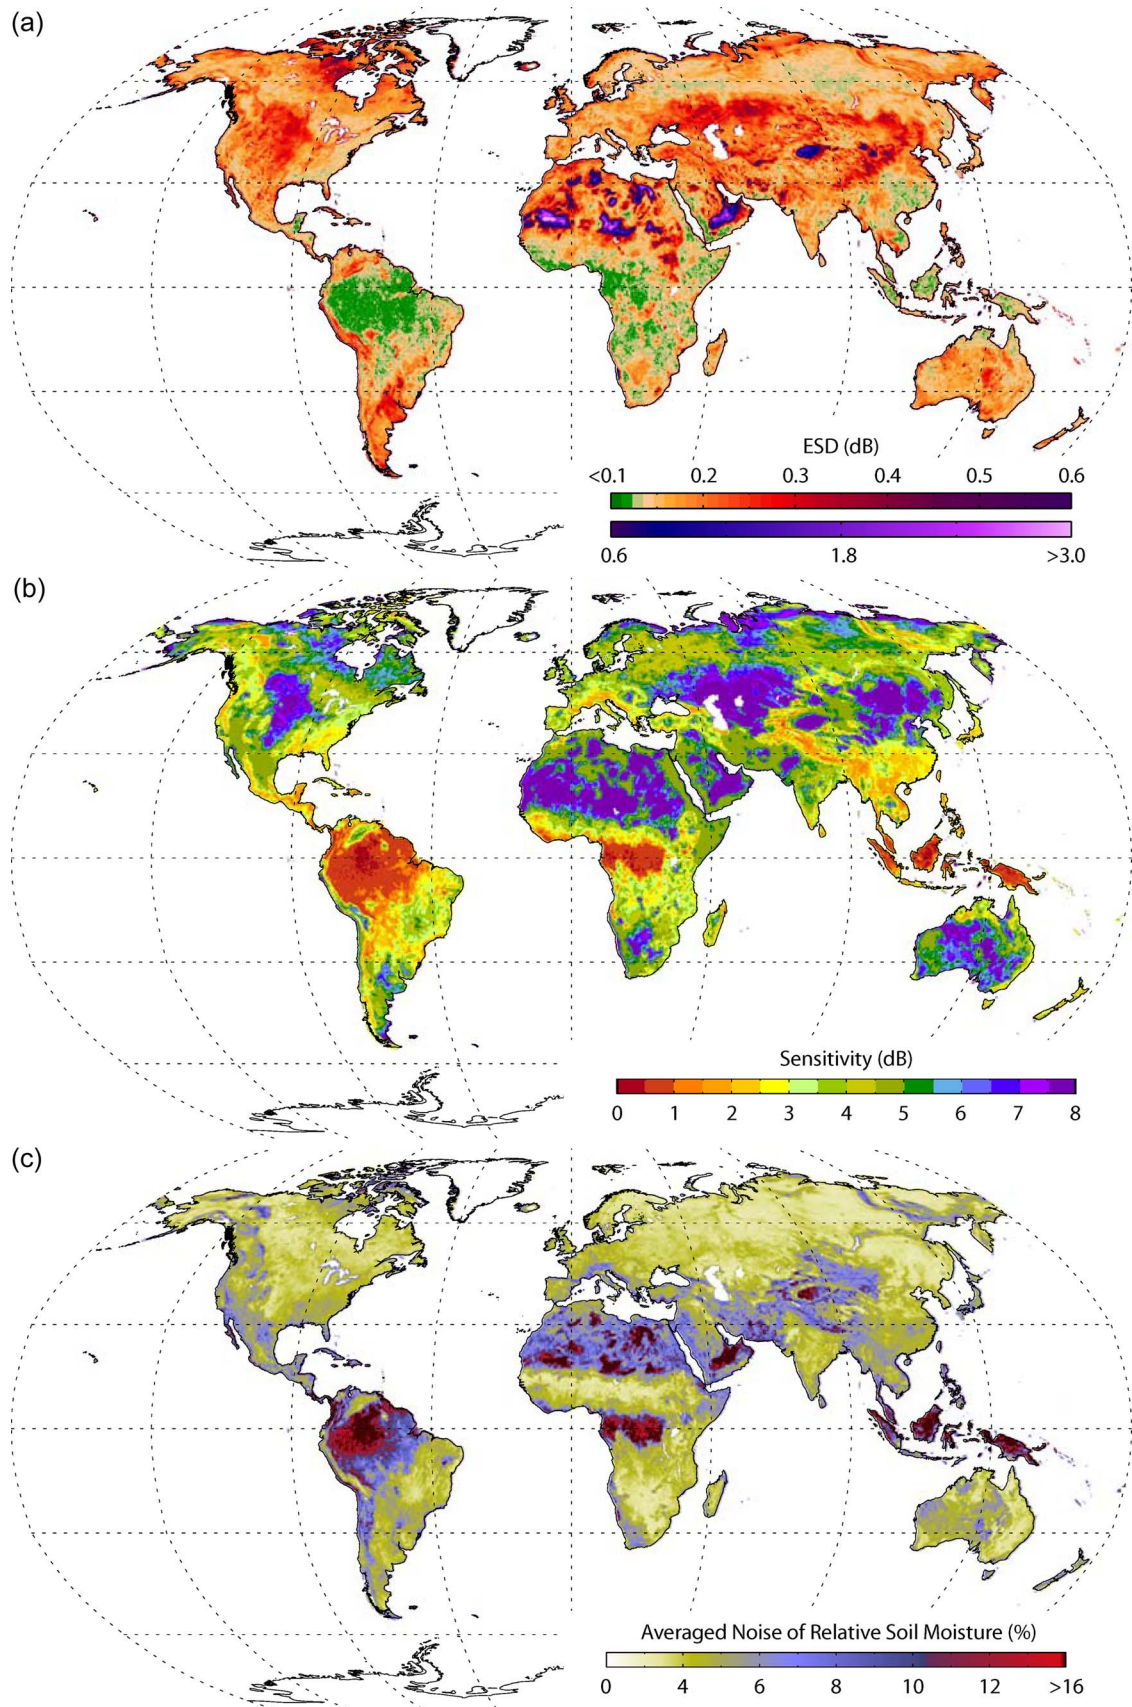 (a)
ESD (dB)
<0.1 0.2 0.3 0.4 0.5 0.6
0.6 1.8 >3.0
(b)
Sensitivity (dB)
0 1 2 3 4 5 6 7 8
(c)
Averaged Noise of Relative Soil Moisture (%)
0 2 4 6 8 10 12 >16